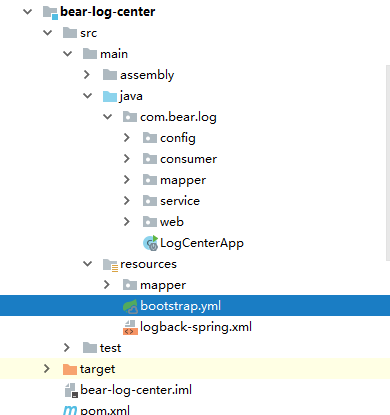 bear-log-center
src
main
assembly
java
com.bear.log
config
consumer
mapper
service
web
LogCenterApp
resources
mapper
bootstrap.yml
logback-spring.xml
test
target
bear-log-center.iml
pom.xml